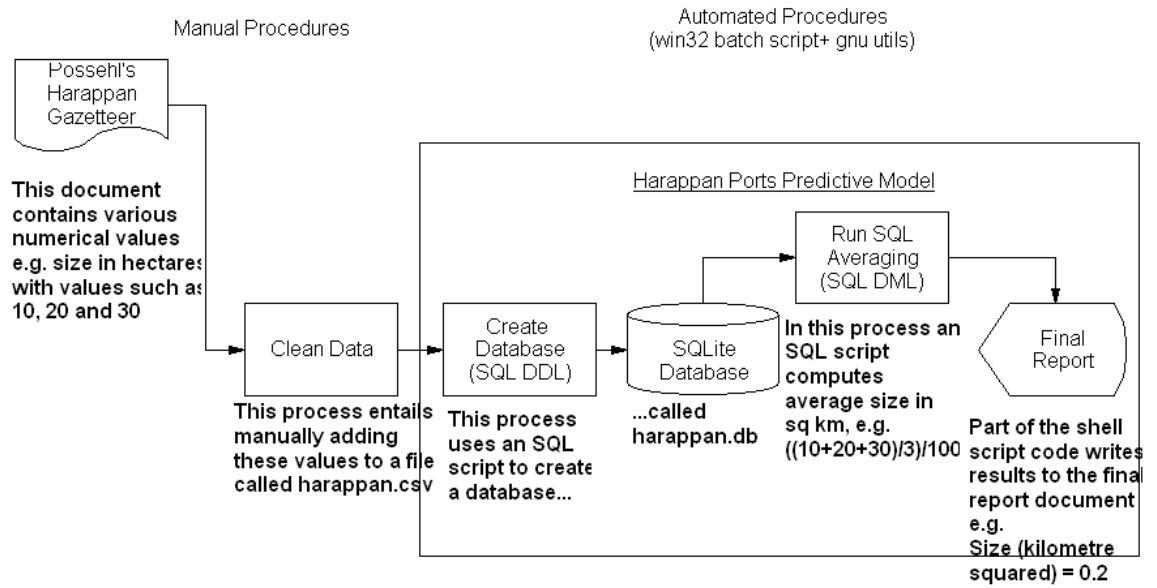 Manual Procedures
Automated Procedures
(win32 batch script+ gnu utils)
Possehl's
Harappan
Gazetteer
This document
contains various
numerical values
e.g. size in hectares
with values such as
10, 20 and 30
Clean Data
This process entails
manually adding
these values to a file
called harappan.csv
Harappan Ports Predictive Model
Create
Database
(SQL DDL)
This process
uses an SQL
script to create
a database...
SQLite
Database
...called
harappan.db
Run SQL
Averaging
(SQL DML)
In this process an
SQL script
computes
average size in
sq km, e.g.
((10+20+30)/3)/100
Final
Report
Part of the shell
script code writes
results to the final
report document
e.g.
Size (kilometre
squared) = 0.2